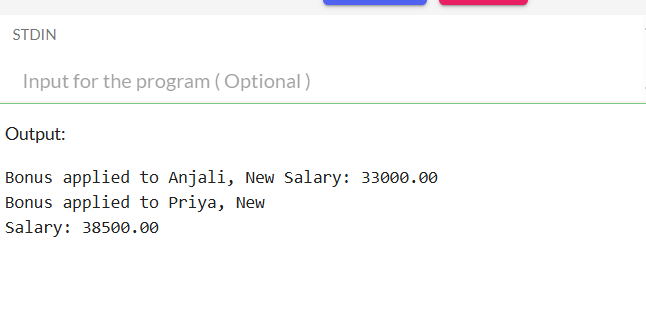 STDIN
Input for the program ( Optional )
Output:
Bonus applied to Anjali, New Salary: 33000.00
Bonus applied to Priya, New
Salary: 38500.00